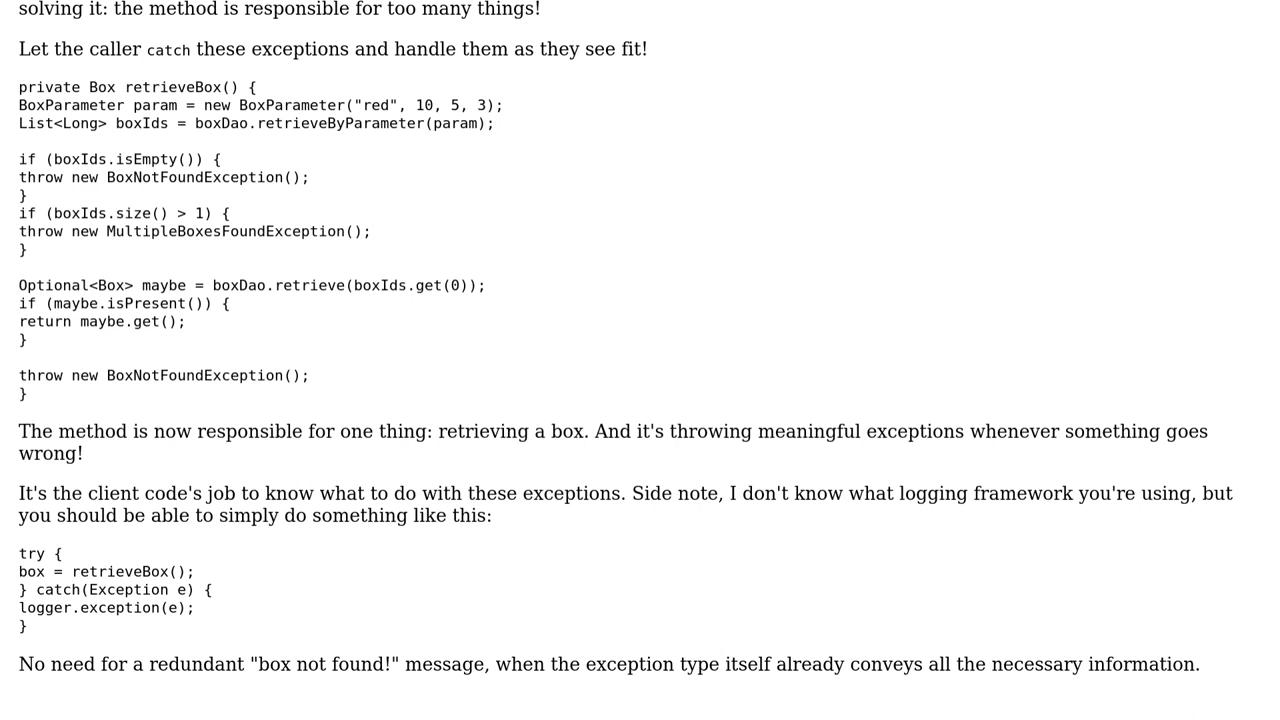 solving it: the method is responsible for too many things!
Let the caller catch these exceptions and handle them as they see fit!
private Box retrieveBox() {
BoxParameter param = new BoxParameter("red", 10, 5, 3);
List<Long> boxIds = boxDao.retrieveByParameter(param);
if (boxIds.isEmpty()) {
throw new BoxNotFoundException();
}
if (boxIds.size() > 1) {
throw new MultipleBoxesFoundException();
}
Optional<Box> maybe = boxDao.retrieve(boxIds.get(0));
if (maybe.isPresent()) {
return maybe.get();
}
throw new BoxNotFoundException();
}
The method is now responsible for one thing: retrieving a box. And it's throwing meaningful exceptions whenever something goes
wrong!
It's the client code's job to know what to do with these exceptions. Side note, I don't know what logging framework you're using, but
you should be able to simply do something like this:
try {
box = retrieveBox();
} catch(Exception e) {
logger.exception(e);
}
No need for a redundant "box not found!" message, when the exception type itself already conveys all the necessary information.